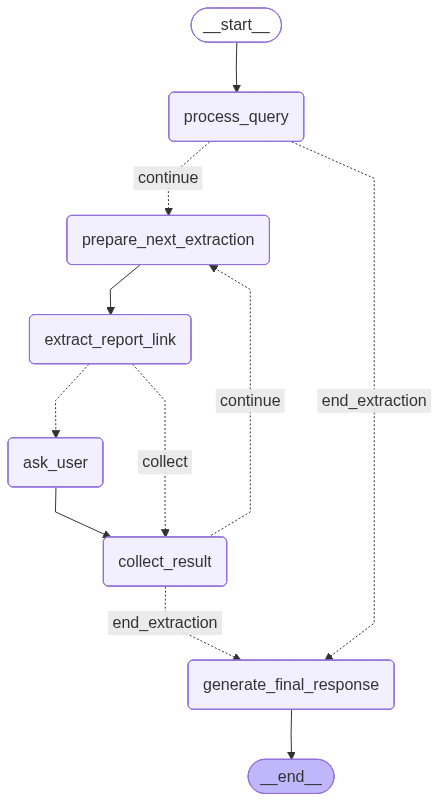 __start__
process_query
continue
prepare_next_extraction
extract_report_link
continue
end_extraction
ask_user
collect
collect_result
end_extraction
generate_final_response
__end__